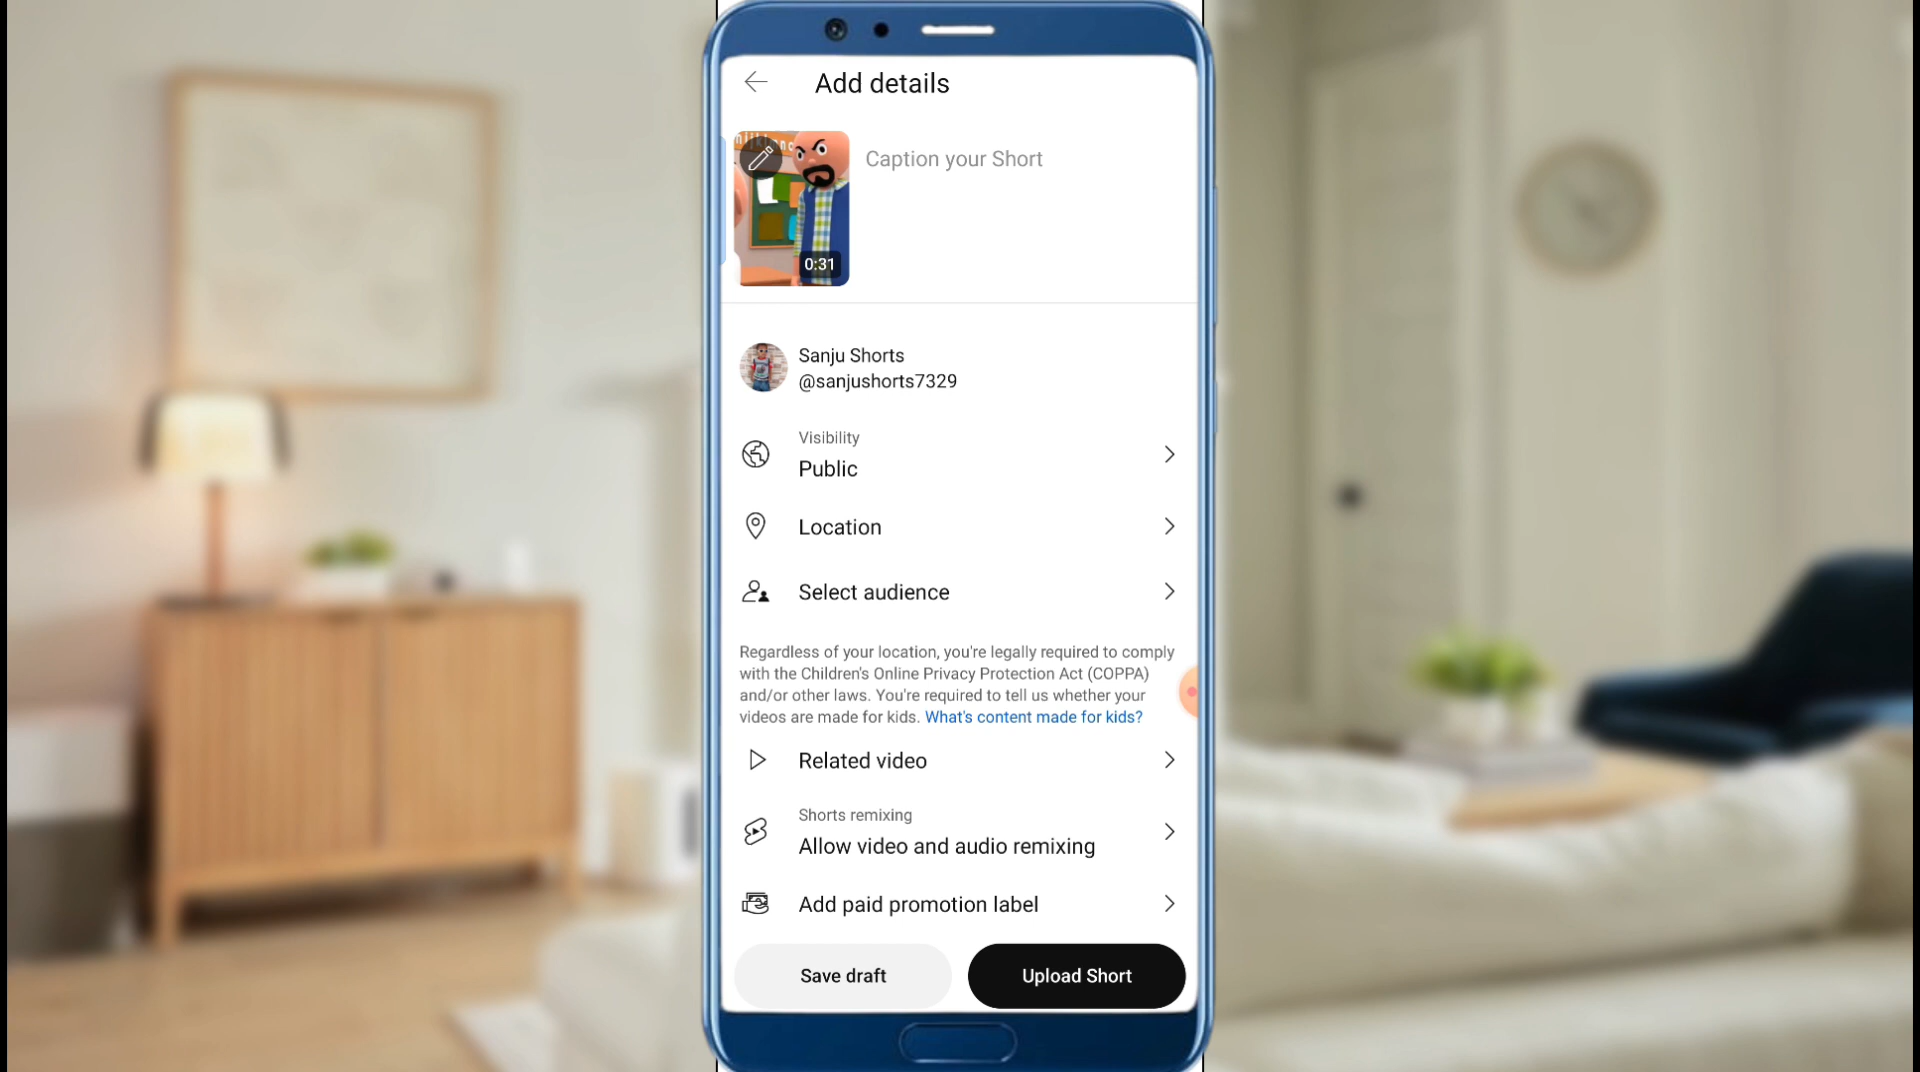 Add details
Caption your Short
0:31
Sanju Shorts
@sanjushorts7329
Visibility
Public
Location
Select audience
Regardless of your location, you're legally required to comply
with the Children's Online Privacy Protection Act (COPPA)
and/or other laws. You're required to tell us whether your
videos are made for kids. What's content made for kids?
Related video
Shorts remixing
Allow video and audio remixing
Add paid promotion label
Save draft
Upload Short